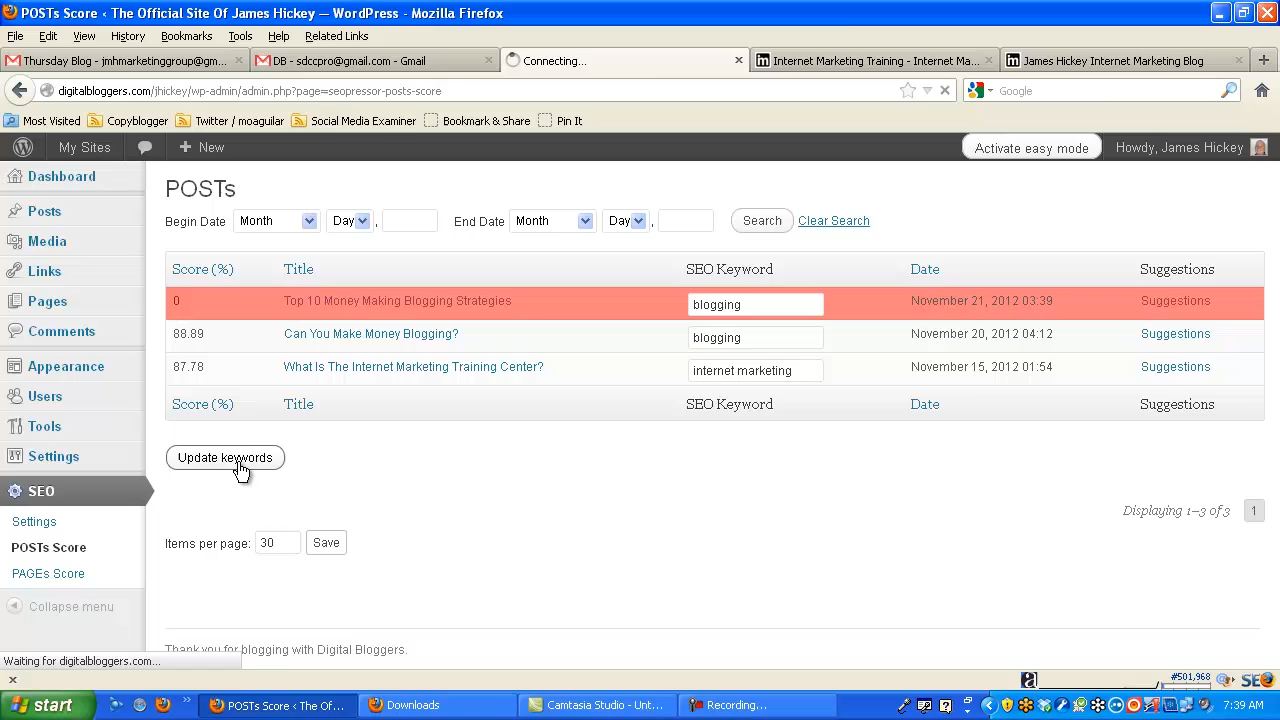 POSTs Score ‹ The Official Site Of James Hickey — WordPress - Mozilla Firefox
File Edit View History Bookmarks Tools Help Related Links
Thursday Blog - jmhmarketinggroup@gm... DB - sdformb@gmail.com - Gmail Connecting... Internet Marketing Training - Internet Ma... James Hickey Internet Marketing Blog
digitalbloggers.com/jhickey/wp-admin/admin.php?page=seopressor-posts-score Google
Most Visited Copyblogger Twitter / moaguilar Social Media Examiner Bookmark & Share Pin It
My Sites New Activate easy mode Howdy, James Hickey
Dashboard
Posts
Media
Links
Pages
Comments
Appearance
Users
Tools
Settings
SEO
Settings
POSTs Score
PAGEs Score
Collapse menu
POSTs
Begin Date Month Day , End Date Month Day , Search Clear Search
Score (%) Title SEO Keyword Date Suggestions
0 Top 10 Money Making Blogging Strategies blogging November 21, 2012 03:39 Suggestions
88.89 Can You Make Money Blogging? blogging November 20, 2012 04:12 Suggestions
87.78 What Is The Internet Marketing Training Center? internet marketing November 15, 2012 01:54 Suggestions
Score (%) Title SEO Keyword Date Suggestions
Update keywords
Displaying 1–3 of 3 1
Items per page: 30 Save
Thank you for blogging with Digital Bloggers.
Waiting for digitalbloggers.com...
#501,968 SEO
start POSTs Score ‹ The Of... Downloads Camtasia Studio - Unt... Recording... 7:39 AM